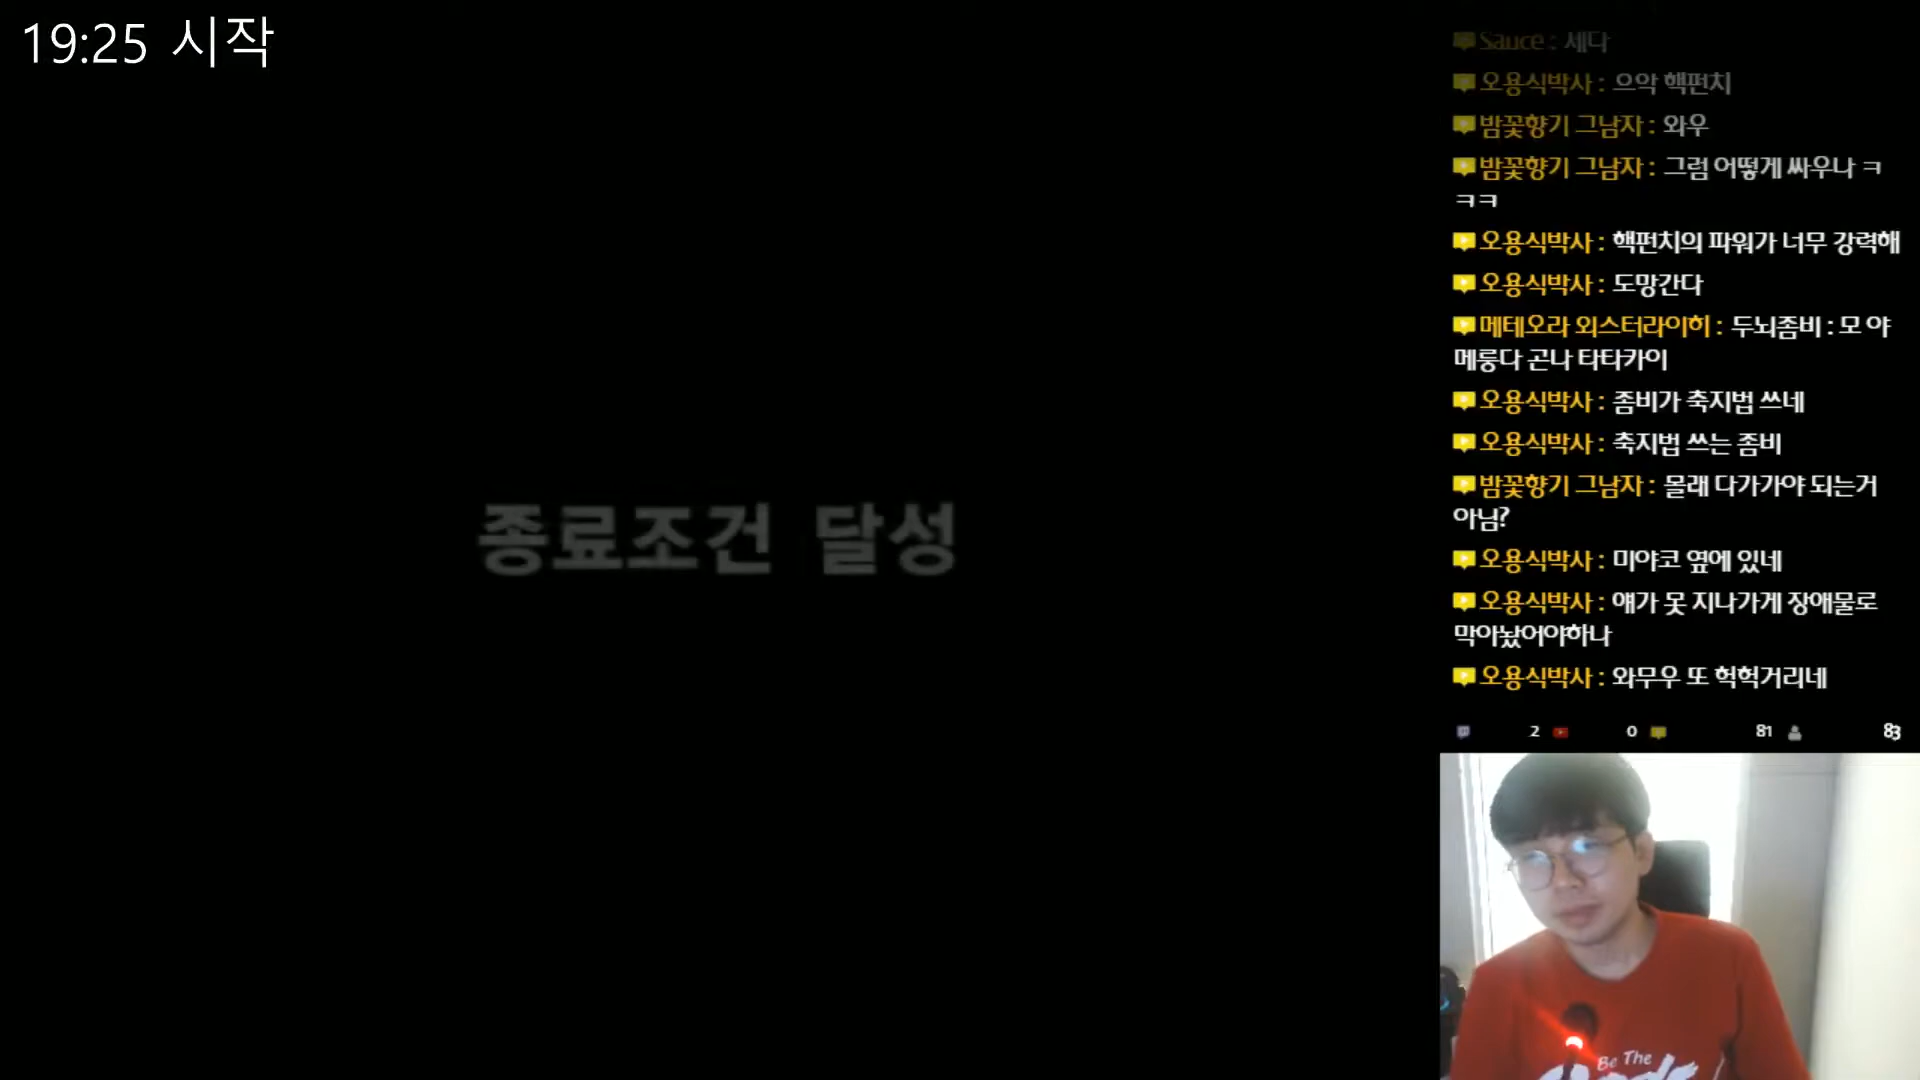 19:25 시작
Sauce : 세다
오용식박사 : 으악 핵펀치
밤꽃향기 그남자 : 와우
밤꽃향기 그남자 : 그럼 어떻게 싸우나 ㅋ
ㅋㅋ
오용식박사 : 핵펀치의 파워가 너무 강력해
오용식박사 : 도망간다
메테오라 외스터라이히 : 두뇌좀비 : 모 야
메룽다 곤나 타타카이
오용식박사 : 좀비가 축지법 쓰네
오용식박사 : 축지법 쓰는 좀비
밤꽃향기 그남자 : 몰래 다가가야 되는거
아님?
오용식박사 : 미야코 옆에 있네
오용식박사 : 얘가 못 지나가게 장애물로
막아놨어야하나
오용식박사 : 와무우 또 헉헉거리네
종료조건 달성
2 0 81 83
Be The